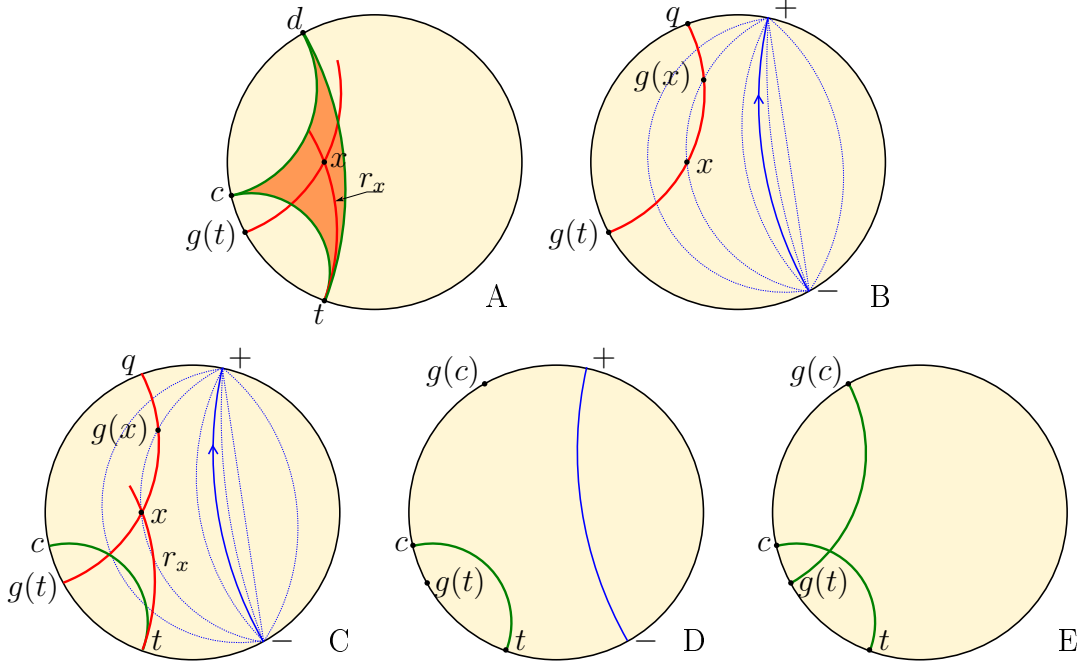 d
x
r_x
c
g(t)
t
A
q
+
g(x)
x
g(t)
−
B
q
+
g(x)
x
c
r_x
g(t)
t
−
C
+
g(c)
c
g(t)
t
−
D
g(c)
c
g(t)
t
E